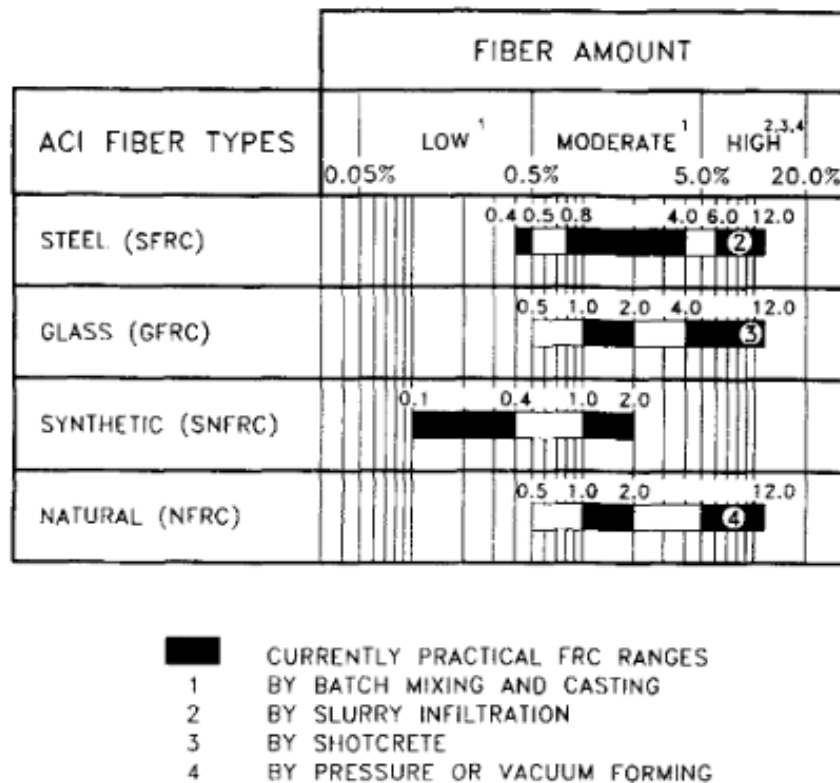 FIBER AMOUNT
ACI FIBER TYPES
LOW 1
MODERATE 1
HIGH 2,3,4
0.05%
0.5%
5.0%
20.0%
STEEL (SFRC)
0.4 0.5 0.8 4.0 6.0 12.0
2
GLASS (GFRC)
0.5 1.0 2.0 4.0 12.0
3
SYNTHETIC (SNFRC)
0.1 0.4 1.0 2.0
NATURAL (NFRC)
0.5 1.0 2.0 12.0
4
CURRENTLY PRACTICAL FRC RANGES
1 BY BATCH MIXING AND CASTING
2 BY SLURRY INFILTRATION
3 BY SHOTCRETE
4 BY PRESSURE OR VACUUM FORMING